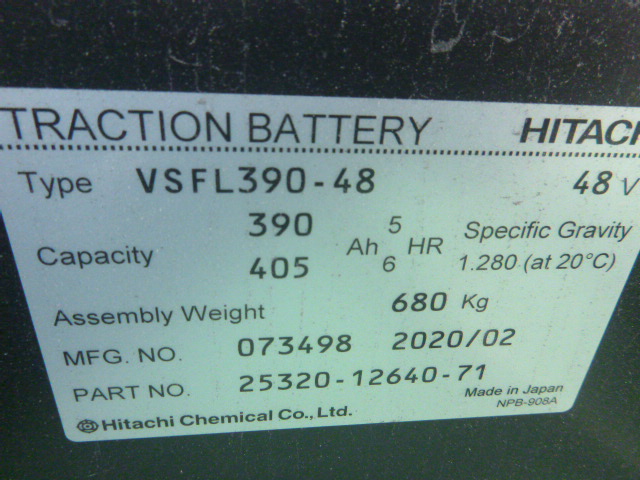 TRACTION BATTERY HITACH
Type VSFL390-48 48 V
Capacity 390 405 Ah 5 6 HR Specific Gravity 1.280 (at 20°C)
Assembly Weight 680 Kg
MFG. NO. 073498 2020/02
PART NO. 25320-12640-71 Made in Japan
NPB-908A
Hitachi Chemical Co., Ltd.